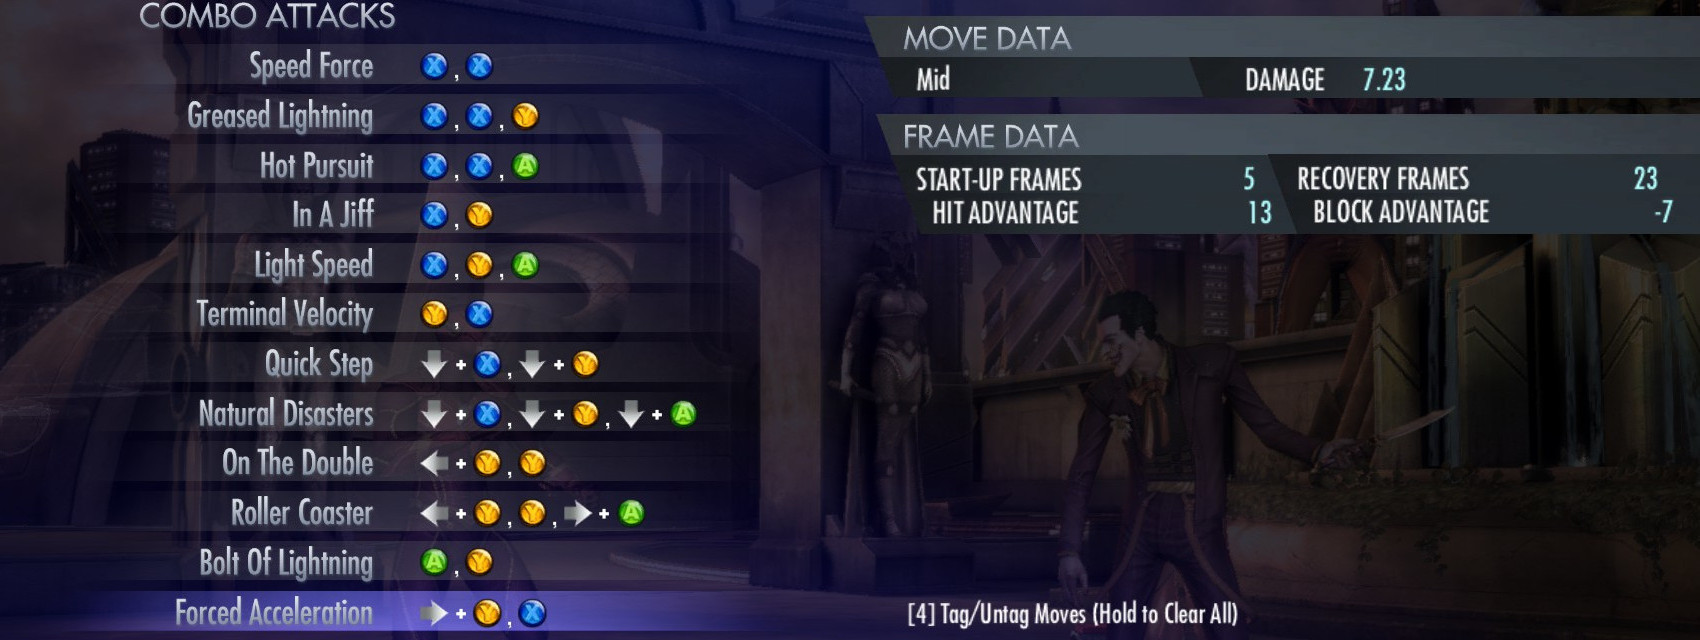 COMBO ATTACKS
Speed Force X , X
Greased Lightning X , X , Y
Hot Pursuit X , X , A
In A Jiff X , Y
Light Speed X , Y , A
Terminal Velocity Y , X
Quick Step ↓ + X , ↓ + Y
Natural Disasters ↓ + X , ↓ + Y , ↓ + A
On The Double ← + Y , Y
Roller Coaster ← + Y , Y , → + A
Bolt Of Lightning A , Y
Forced Acceleration → + Y , X
MOVE DATA
Mid DAMAGE 7.23
FRAME DATA
START-UP FRAMES 5 RECOVERY FRAMES 23
HIT ADVANTAGE 13 BLOCK ADVANTAGE -7
[4] Tag/Untag Moves (Hold to Clear All)